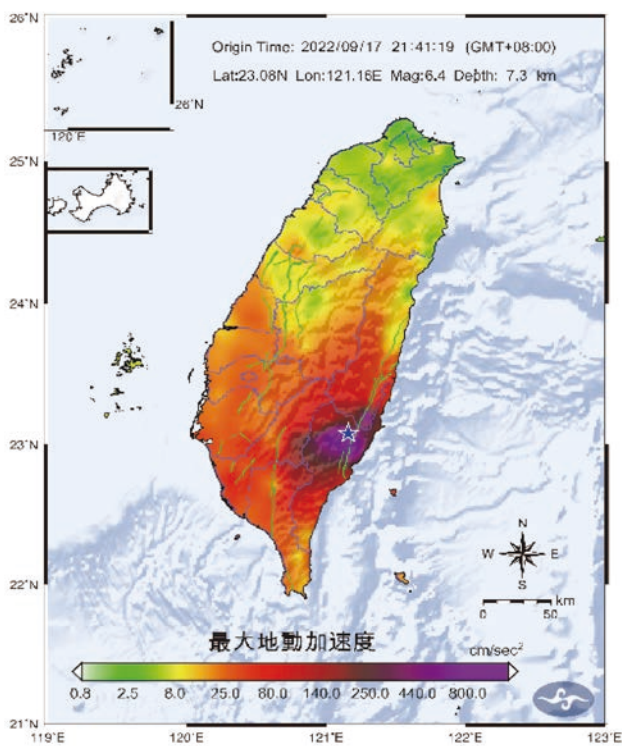 26°N
Origin Time: 2022/09/17 21:41:19 (GMT+08:00)
Lat:23.08N Lon:121.16E Mag:6.4 Depth: 7.3 km
26°N
120°E
25°N
24°N
23°N
N
W E
S
22°N
0 50 km
最大地動加速度
cm/sec²
0.8 2.5 8.0 25.0 80.0 140.0 250.0 440.0 800.0
21°N
119°E 120°E 121°E 122°E 123°E